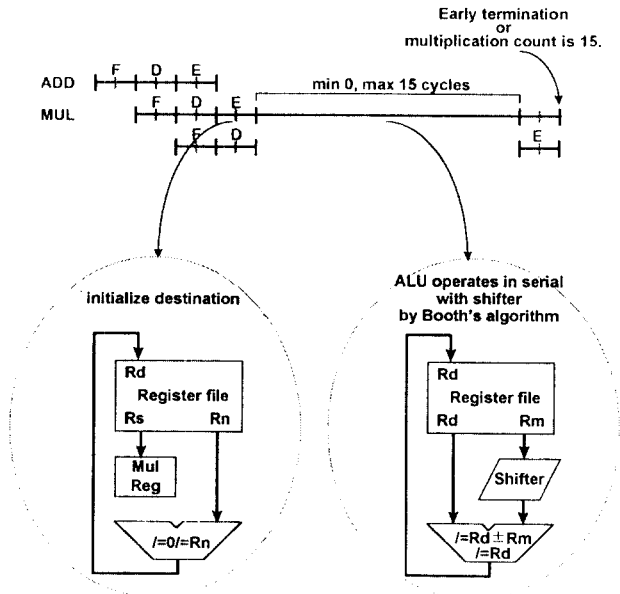 Early termination
or
multiplication count is 15.
ADD
F D E
min 0, max 15 cycles
MUL
F D E
F D
E
initialize destination
Rd
Register file
Rs Rn
Mul
Reg
/=0/=Rn
ALU operates in serial
with shifter
by Booth's algorithm
Rd
Register file
Rd Rm
Shifter
/=Rd ± Rm
/=Rd